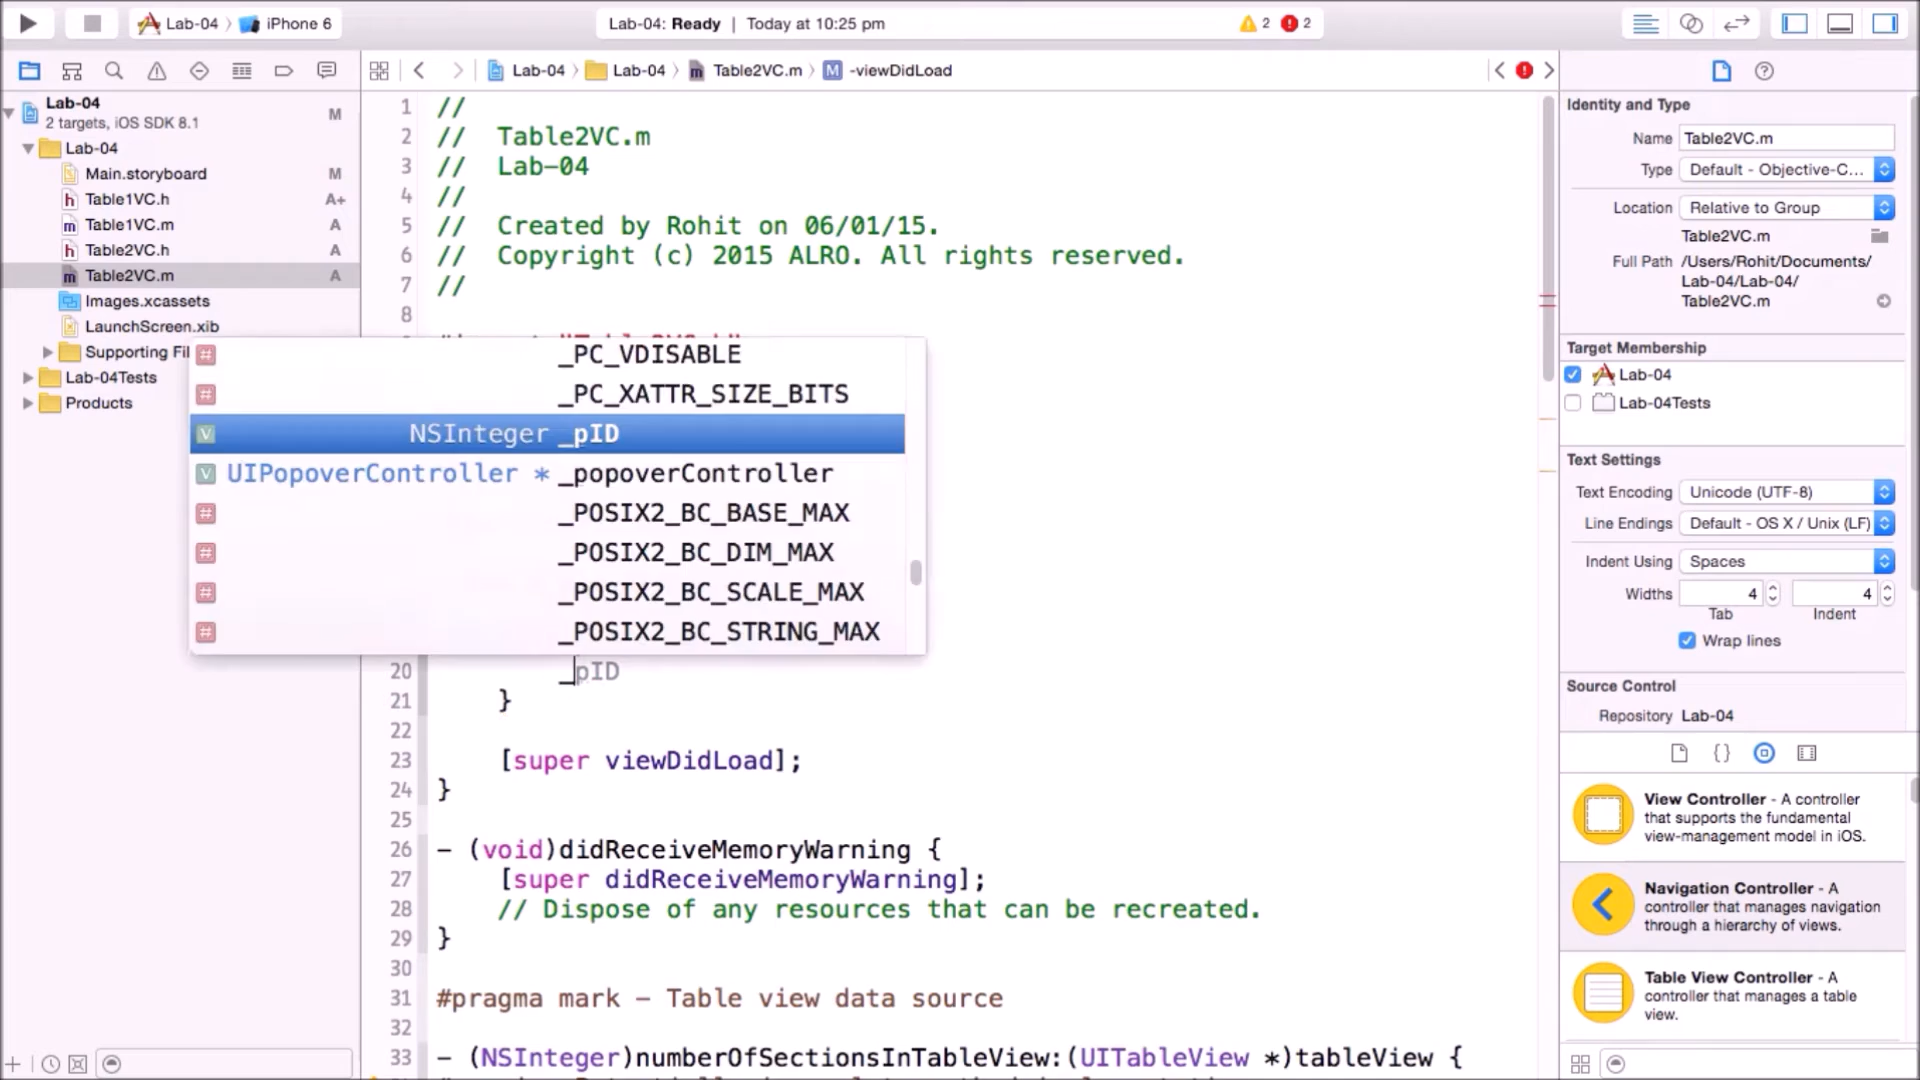 Lab-04 iPhone 6
Lab-04: Ready | Today at 10:25 pm 2 2
Lab-04 Lab-04 Table2VC.m M -viewDidLoad
Lab-04 M
2 targets, iOS SDK 8.1
Lab-04
Main.storyboard M
h Table1VC.h A+
m Table1VC.m A
h Table2VC.h A
m Table2VC.m A
Images.xcassets
LaunchScreen.xib
Supporting Fil
Lab-04Tests
Products
1 //
2 //  Table2VC.m
3 //  Lab-04
4 //
5 //  Created by Rohit on 06/01/15.
6 //  Copyright (c) 2015 ALRO. All rights reserved.
7 //
8
# _PC_VDISABLE
# _PC_XATTR_SIZE_BITS
V NSInteger _pID
V UIPopoverController * _popoverController
# _POSIX2_BC_BASE_MAX
# _POSIX2_BC_DIM_MAX
# _POSIX2_BC_SCALE_MAX
# _POSIX2_BC_STRING_MAX
20 _pID
21 }
22
23 [super viewDidLoad];
24 }
25
26 - (void)didReceiveMemoryWarning {
27 [super didReceiveMemoryWarning];
28 // Dispose of any resources that can be recreated.
29 }
30
31 #pragma mark - Table view data source
32
33 - (NSInteger)numberOfSectionsInTableView:(UITableView *)tableView {
Identity and Type
Name Table2VC.m
Type Default - Objective-C...
Location Relative to Group
Table2VC.m
Full Path /Users/Rohit/Documents/
Lab-04/Lab-04/
Table2VC.m
Target Membership
Lab-04
Lab-04Tests
Text Settings
Text Encoding Unicode (UTF-8)
Line Endings Default - OS X / Unix (LF)
Indent Using Spaces
Widths 4 4
Tab Indent
Wrap lines
Source Control
Repository Lab-04
{}
View Controller - A controller
that supports the fundamental
view-management model in iOS.
Navigation Controller - A
controller that manages navigation
through a hierarchy of views.
Table View Controller - A
controller that manages a table
view.